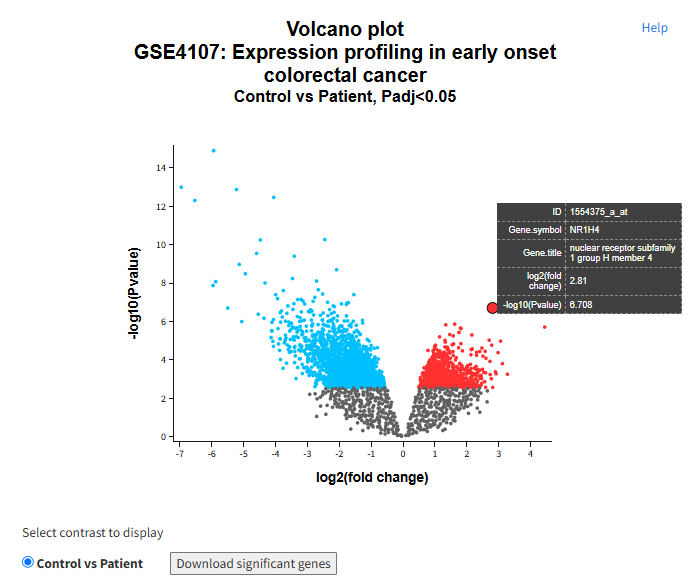 Help
Volcano plot
GSE4107: Expression profiling in early onset
colorectal cancer
Control vs Patient, Padj<0.05
-log10(Pvalue)
14
12
10
8
6
4
2
0
-7 -6 -5 -4 -3 -2 -1 0 1 2 3 4
log2(fold change)
ID 1554375_a_at
Gene.symbol NR1H4
Gene.title nuclear receptor subfamily
1 group H member 4
log2(fold
change) 2.81
-log10(Pvalue) 6.708
Select contrast to display
Control vs Patient
Download significant genes